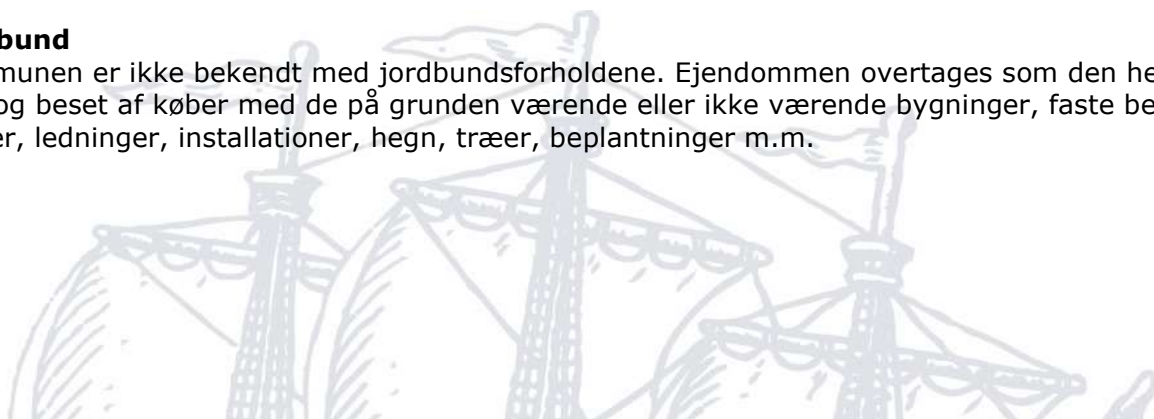 bund
munen er ikke bekendt med jordbundsforholdene. Ejendommen overtages som den he
og beset af køber med de på grunden værende eller ikke værende bygninger, faste be
er, ledninger, installationer, hegn, træer, beplantninger m.m.